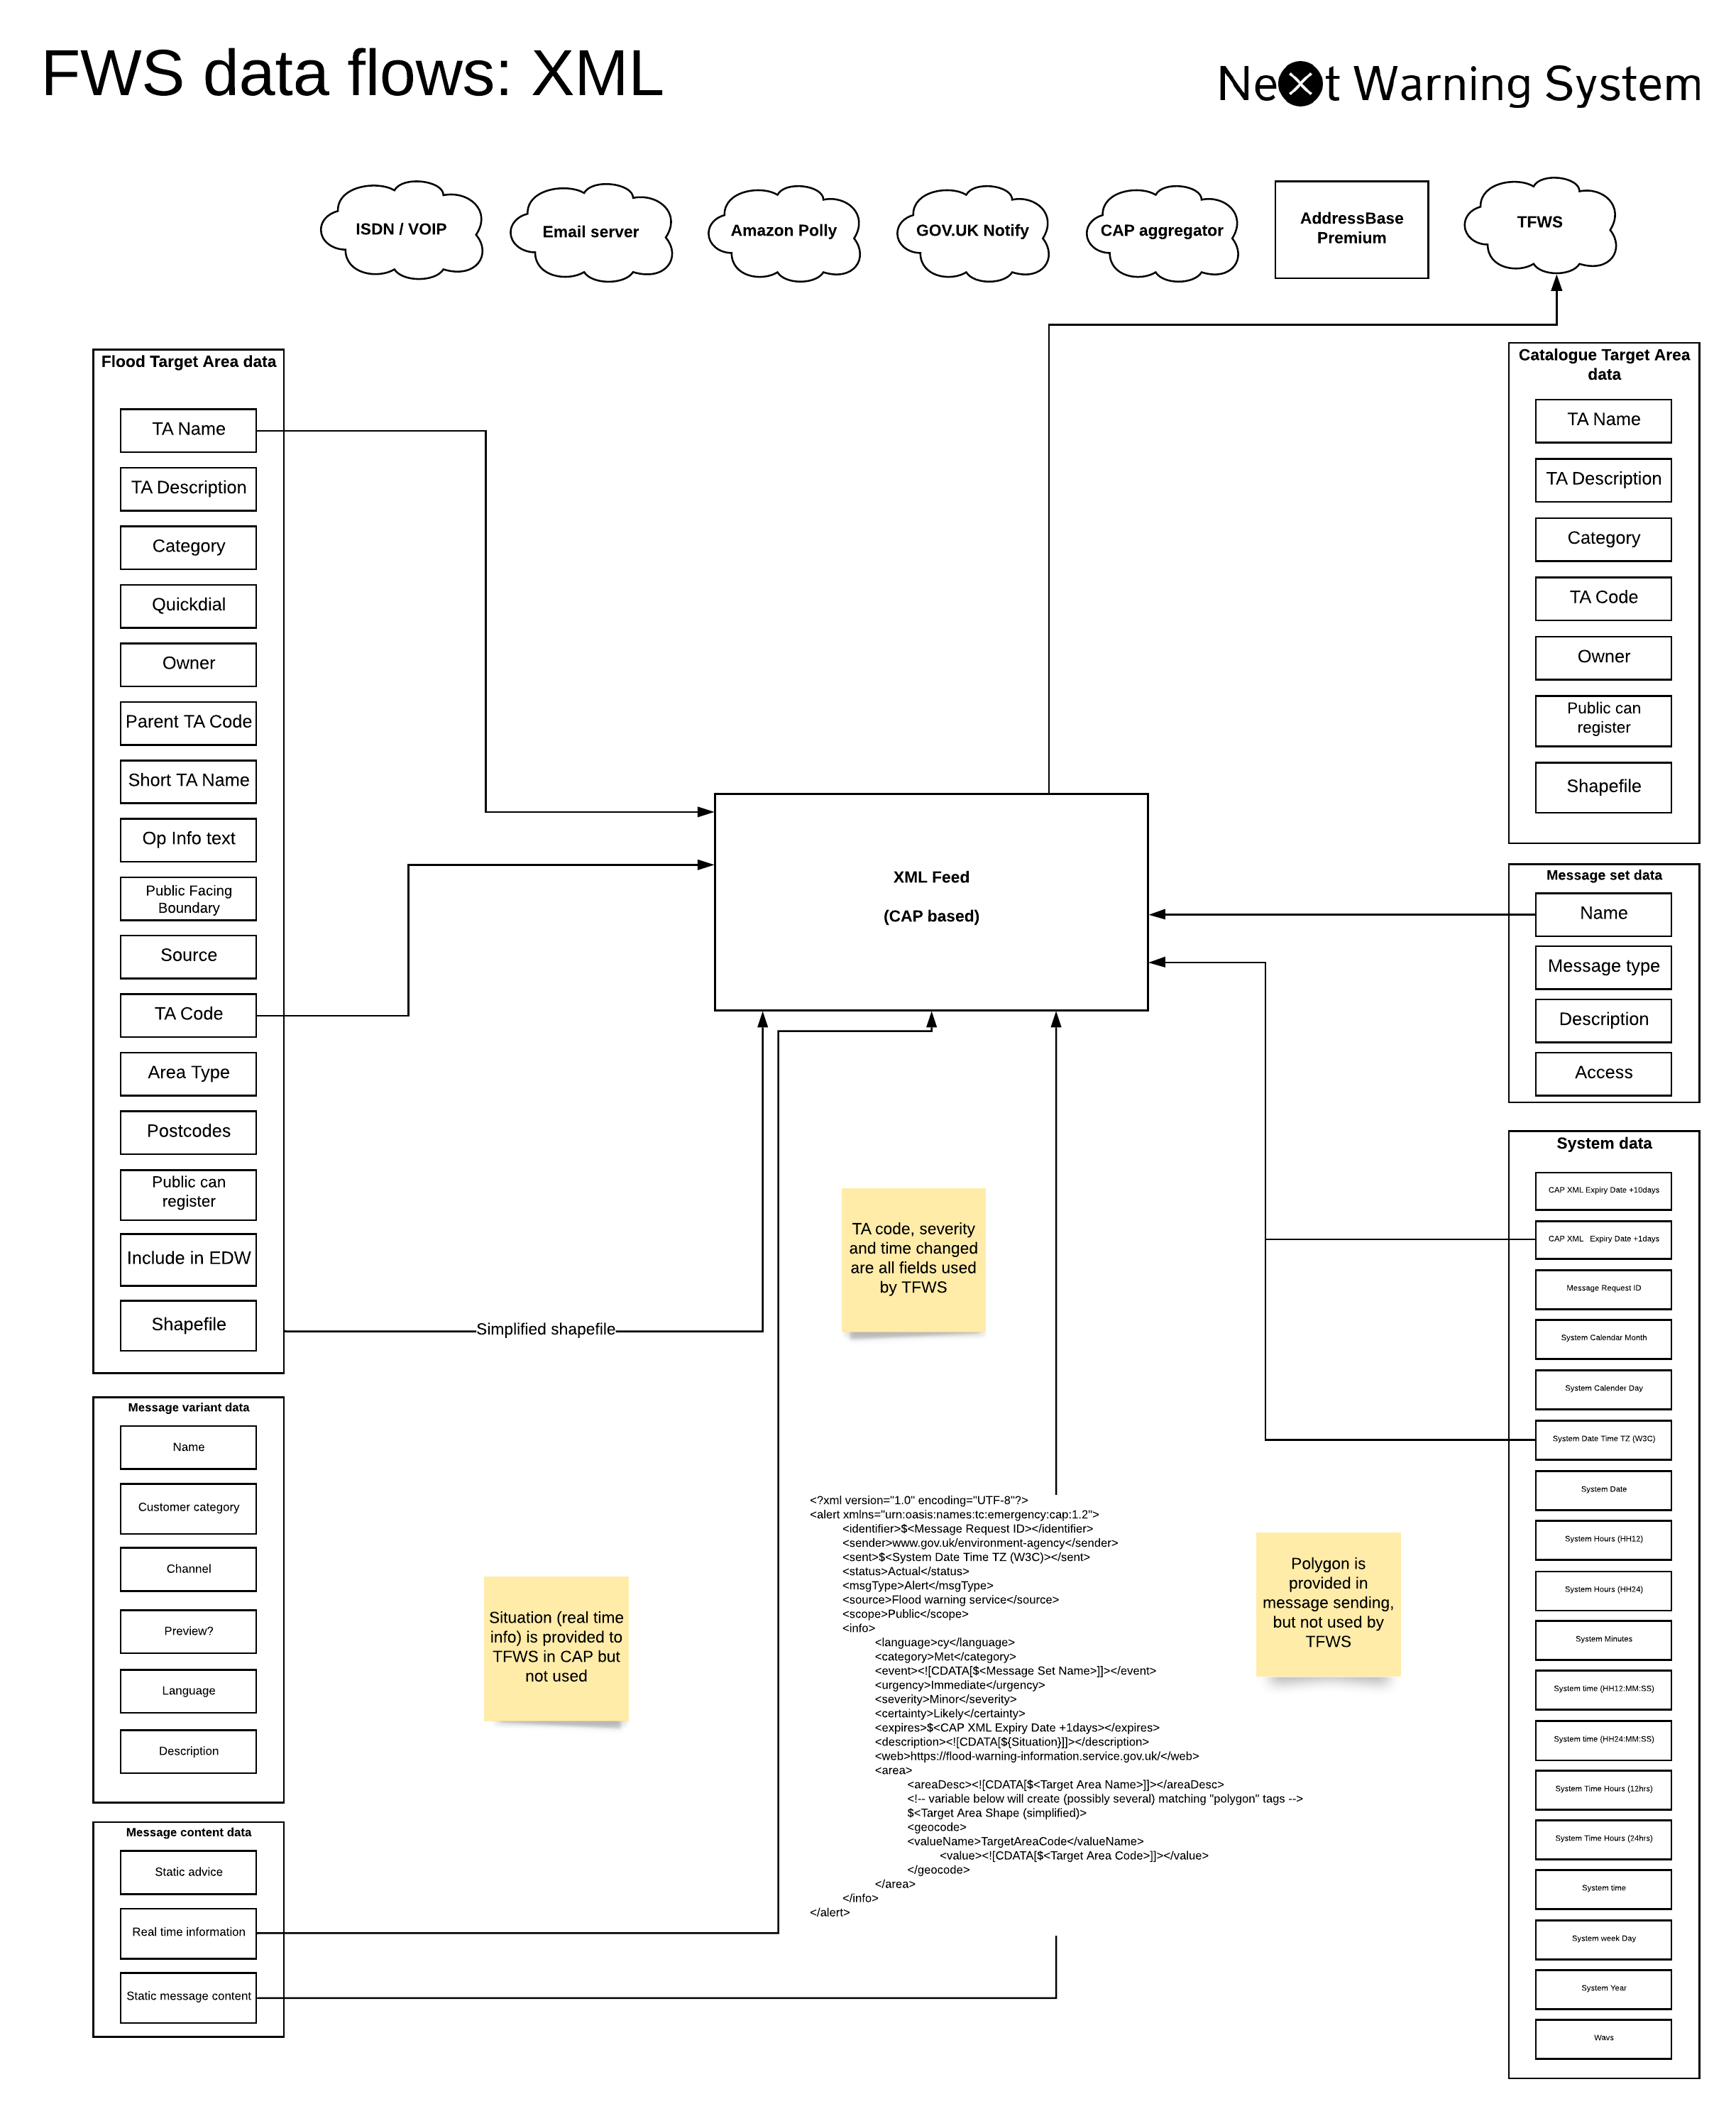 FWS data flows: XML
Next Warning System
ISDN / VOIP
Email server
Amazon Polly
GOV.UK Notify
CAP aggregator
AddressBase
Premium
TFWS
Flood Target Area data
TA Name
TA Description
Category
Quickdial
Owner
Parent TA Code
Short TA Name
Op Info text
Public Facing
Boundary
Source
TA Code
Area Type
Postcodes
Public can
register
Include in EDW
Shapefile
Simplified shapefile
Message variant data
Name
Customer category
Channel
Preview?
Language
Description
Message content data
Static advice
Real time information
Static message content
XML Feed
(CAP based)
TA code, severity
and time changed
are all fields used
by TFWS
Situation (real time
info) is provided to
TFWS in CAP but
not used
<?xml version="1.0" encoding="UTF-8"?>
<alert xmlns="urn:oasis:names:tc:emergency:cap:1.2">
<identifier>$<Message Request ID></identifier>
<sender>www.gov.uk/environment-agency</sender>
<sent>$<System Date Time TZ (W3C)></sent>
<status>Actual</status>
<msgType>Alert</msgType>
<source>Flood warning service</source>
<scope>Public</scope>
<info>
<language>cy</language>
<category>Met</category>
<event><![CDATA[$<Message Set Name>]]></event>
<urgency>Immediate</urgency>
<severity>Minor</severity>
<certainty>Likely</certainty>
<expires>$<CAP XML Expiry Date +1days></expires>
<description><![CDATA[${Situation}]]></description>
<web>https://flood-warning-information.service.gov.uk/</web>
<area>
<areaDesc><![CDATA[$<Target Area Name>]]></areaDesc>
<!-- variable below will create (possibly several) matching "polygon" tags -->
$<Target Area Shape (simplified)>
<geocode>
<valueName>TargetAreaCode</valueName>
<value><![CDATA[$<Target Area Code>]]></value>
</geocode>
</area>
</info>
</alert>
Polygon is
provided in
message sending,
but not used by
TFWS
Catalogue Target Area
data
TA Name
TA Description
Category
TA Code
Owner
Public can
register
Shapefile
Message set data
Name
Message type
Description
Access
System data
CAP XML Expiry Date +10days
CAP XML Expiry Date +1days
Message Request ID
System Calendar Month
System Calender Day
System Date Time TZ (W3C)
System Date
System Hours (HH12)
System Hours (HH24)
System Minutes
System time (HH12:MM:SS)
System time (HH24:MM:SS)
System Time Hours (12hrs)
System Time Hours (24hrs)
System time
System week Day
System Year
Wavs